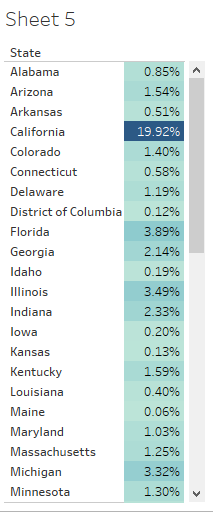 Sheet 5
State
Alabama 0.85%
Arizona 1.54%
Arkansas 0.51%
California 19.92%
Colorado 1.40%
Connecticut 0.58%
Delaware 1.19%
District of Columbia 0.12%
Florida 3.89%
Georgia 2.14%
Idaho 0.19%
Illinois 3.49%
Indiana 2.33%
Iowa 0.20%
Kansas 0.13%
Kentucky 1.59%
Louisiana 0.40%
Maine 0.06%
Maryland 1.03%
Massachusetts 1.25%
Michigan 3.32%
Minnesota 1.30%